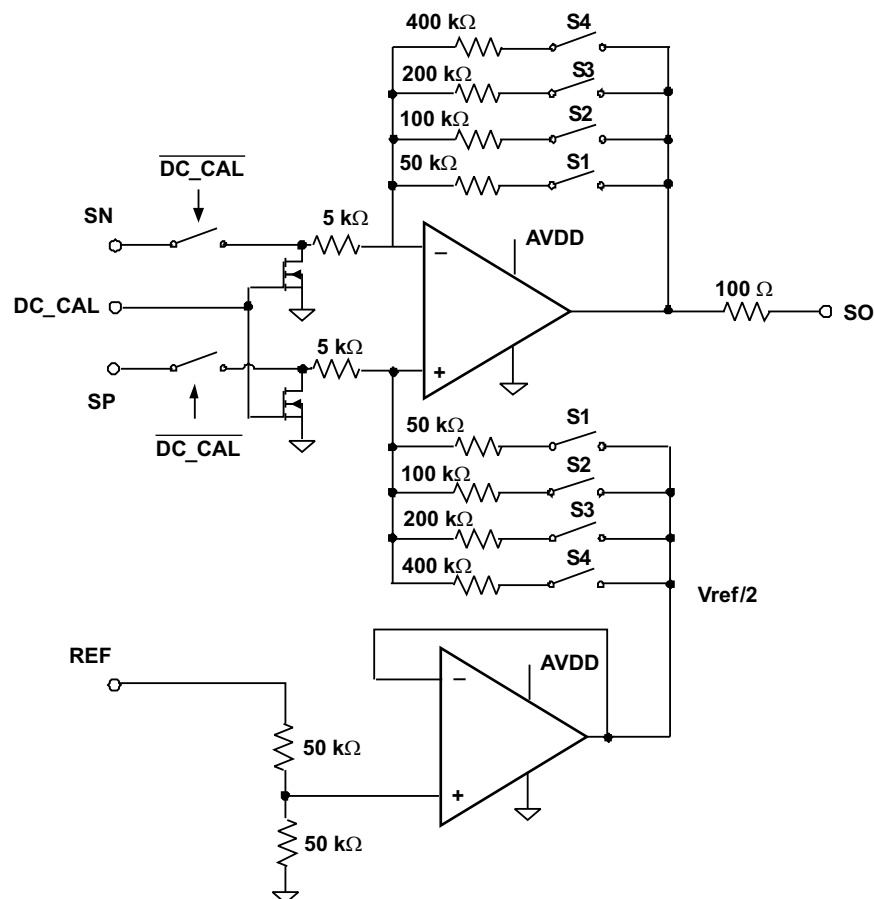 400 kΩ S4
200 kΩ S3
100 kΩ S2
50 kΩ S1
DC_CAL
SN
5 kΩ
−
AVDD
DC_CAL
100 Ω
SO
5 kΩ
+
SP
DC_CAL
50 kΩ S1
100 kΩ S2
200 kΩ S3
400 kΩ S4
Vref/2
REF
−
AVDD
50 kΩ
+
50 kΩ